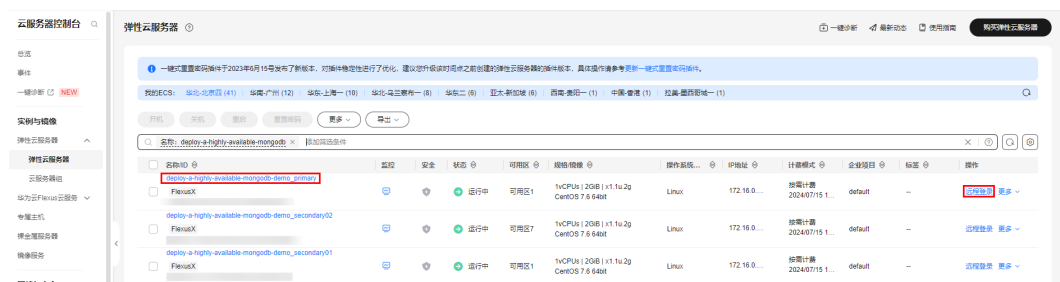 云服务器控制台
弹性云服务器
一键诊断 最新动态 使用指南 购买弹性云服务器
总览
事件
一键诊断 NEW
实例与镜像
弹性云服务器
弹性云服务器
云服务器组
华为云Flexus云服务
专属主机
裸金属服务器
镜像服务
一键式重置密码插件于2023年6月15号发布了新版本，对插件稳定性进行了优化，建议您升级该时间点之前创建的弹性云服务器的插件版本，具体操作请参考更新一键式重置密码插件。
我的ECS： 华北-北京四 (41) 华南-广州 (12) 华东-上海一 (10) 华北-乌兰察布一 (8) 华东二 (6) 亚太-新加坡 (6) 西南-贵阳一 (1) 中国-香港 (1) 拉美-墨西哥城一 (1)
开机 关机 重启 重置密码 更多 导出
名称: deploy-a-highly-available-mongodb × 添加筛选条件
名称/ID 监控 安全 状态 可用区 规格/镜像 操作系统... IP地址 计费模式 企业项目 标签 操作
deploy-a-highly-available-mongodb-demo_primary
FlexusX 运行中 可用区1 1vCPUs | 2GiB | x1.1u.2g
CentOS 7.6 64bit Linux 172.16.0.... 按需计费
2024/07/15 1... default -- 远程登录 更多
deploy-a-highly-available-mongodb-demo_secondary02
FlexusX 运行中 可用区7 1vCPUs | 2GiB | x1.1u.2g
CentOS 7.6 64bit Linux 172.16.0.... 按需计费
2024/07/15 1... default -- 远程登录 更多
deploy-a-highly-available-mongodb-demo_secondary01
FlexusX 运行中 可用区1 1vCPUs | 2GiB | x1.1u.2g
CentOS 7.6 64bit Linux 172.16.0.... 按需计费
2024/07/15 1... default -- 远程登录 更多